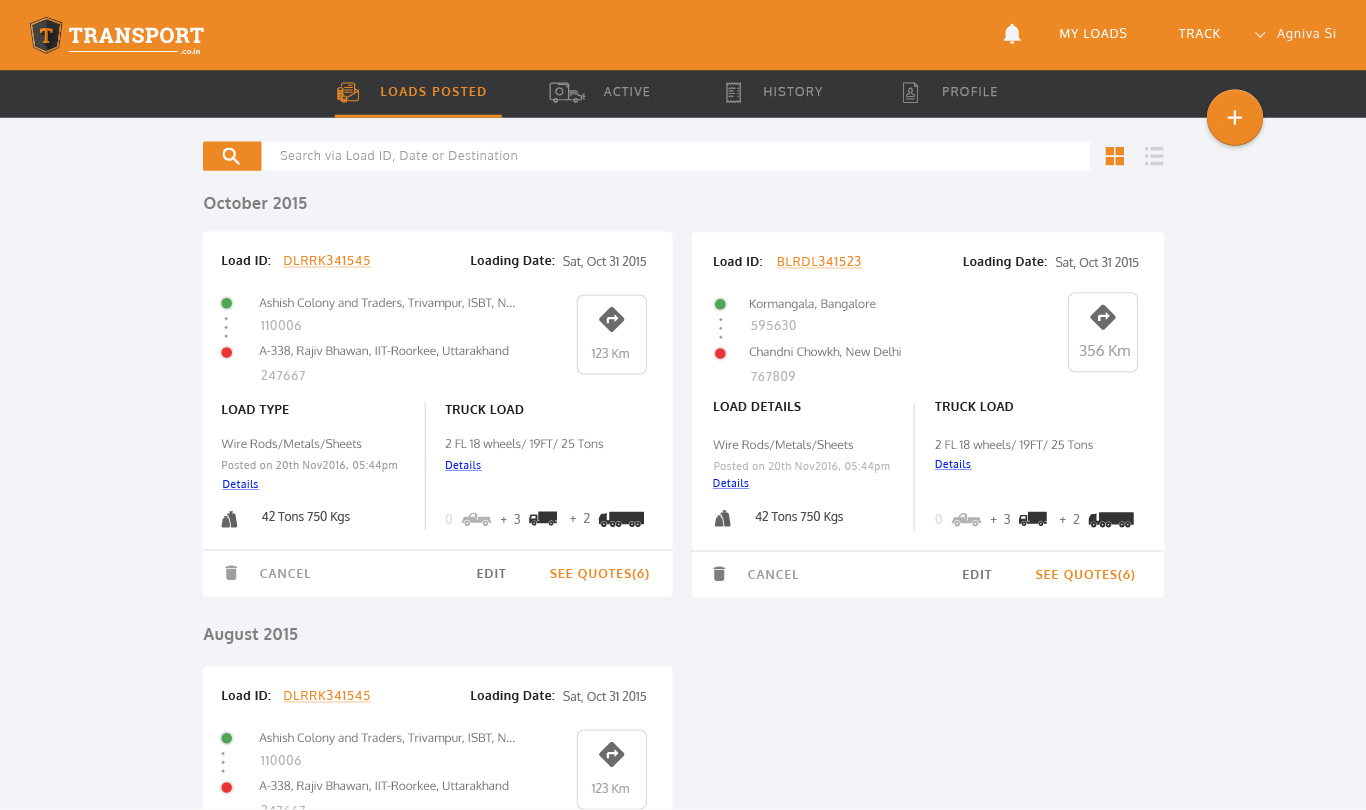 T TRANSPORT
.co.in
MY LOADS TRACK Agniva Si
LOADS POSTED ACTIVE HISTORY PROFILE
+
Search via Load ID, Date or Destination
October 2015
Load ID: DLRRK341545 Loading Date: Sat, Oct 31 2015
Ashish Colony and Traders, Trivampur, ISBT, N...
110006
A-338, Rajiv Bhawan, IIT-Roorkee, Uttarakhand
247667
123 Km
LOAD TYPE
Wire Rods/Metals/Sheets
Posted on 20th Nov2016, 05:44pm
Details
42 Tons 750 Kgs
TRUCK LOAD
2 FL 18 wheels/ 19FT/ 25 Tons
Details
0 + 3 + 2
CANCEL EDIT SEE QUOTES(6)
Load ID: BLRDL341523 Loading Date: Sat, Oct 31 2015
Kormangala, Bangalore
595630
Chandni Chowkh, New Delhi
767809
356 Km
LOAD DETAILS
Wire Rods/Metals/Sheets
Posted on 20th Nov2016, 05:44pm
Details
42 Tons 750 Kgs
TRUCK LOAD
2 FL 18 wheels/ 19FT/ 25 Tons
Details
0 + 3 + 2
CANCEL EDIT SEE QUOTES(6)
August 2015
Load ID: DLRRK341545 Loading Date: Sat, Oct 31 2015
Ashish Colony and Traders, Trivampur, ISBT, N...
110006
A-338, Rajiv Bhawan, IIT-Roorkee, Uttarakhand
123 Km